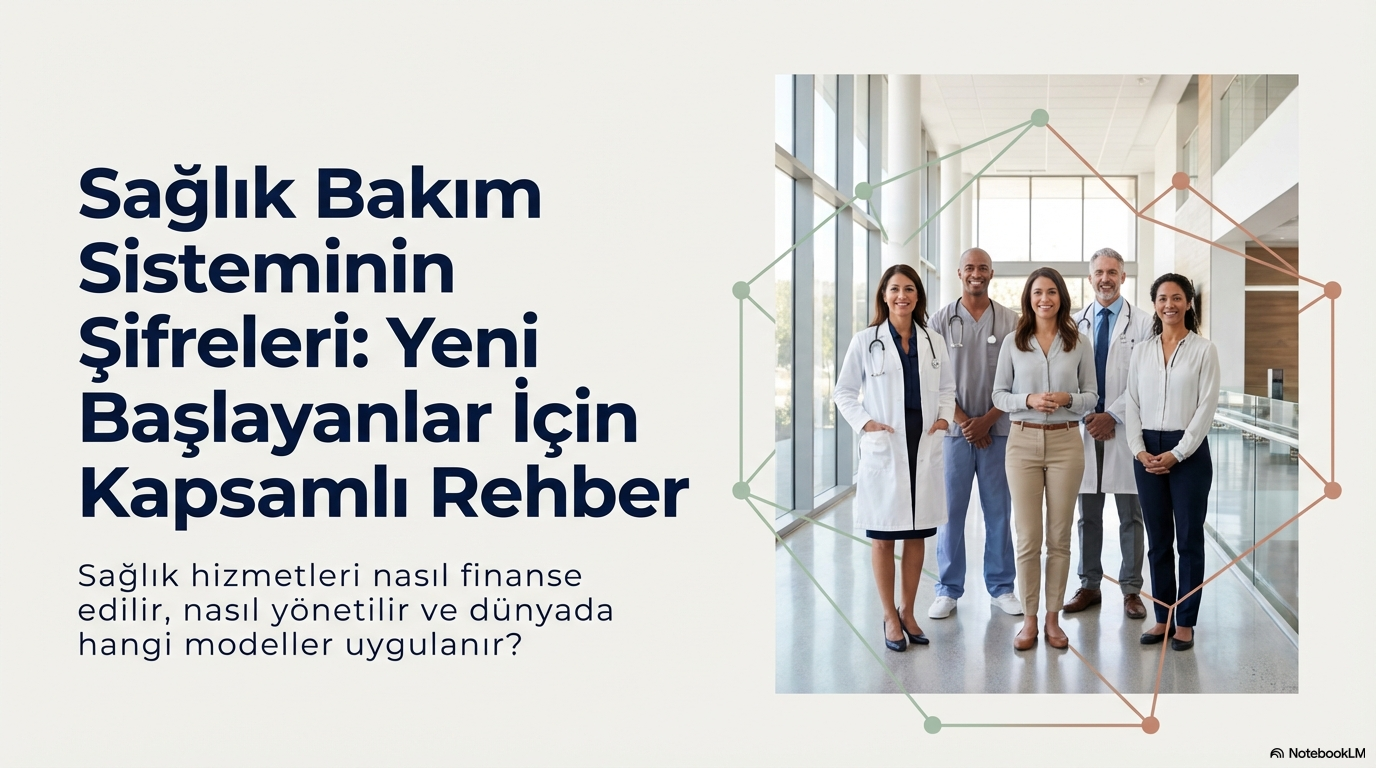 Sağlık Bakım
Sisteminin
Şifreleri: Yeni
Başlayanlar İçin
Kapsamlı Rehber
Sağlık hizmetleri nasıl finanse
edilir, nasıl yönetilir ve dünyada
hangi modeller uygulanır?
NotebookLM